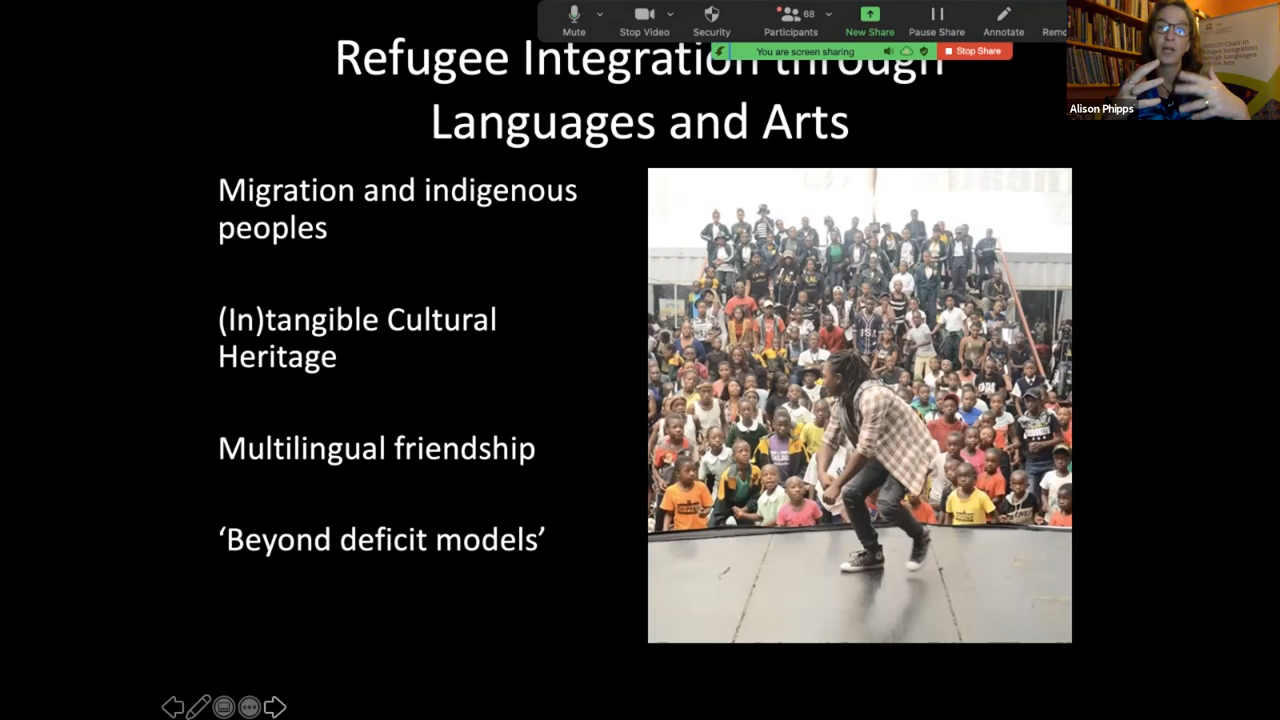 Mute
Stop Video
Security
Participants
68
New Share
Pause Share
Annotate
You are screen sharing
Stop Share
Alison Phipps
Refugee Integration through
Languages and Arts
Migration and indigenous
peoples
(In)tangible Cultural
Heritage
Multilingual friendship
‘Beyond deficit models’